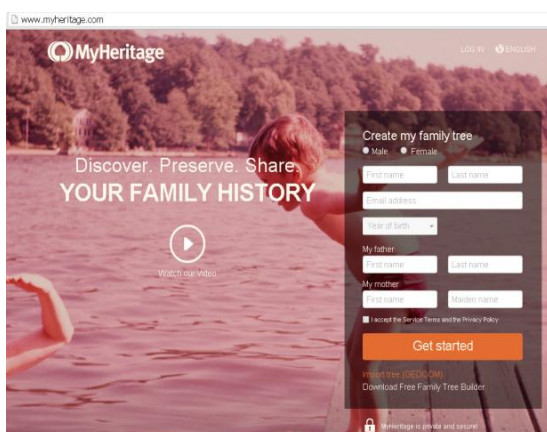 www.myheritage.com
MyHeritage
LOG IN
ENGLISH
Discover. Preserve. Share.
YOUR FAMILY HISTORY
Watch our video
Create my family tree
Male Female
First name Last name
Email address
Year of birth
My father
First name Last name
My mother
First name Maiden name
I accept the Service Terms and the Privacy Policy
Get started
Import tree (GEDCOM)
Download Free Family Tree Builder
MyHeritage is private and secure!